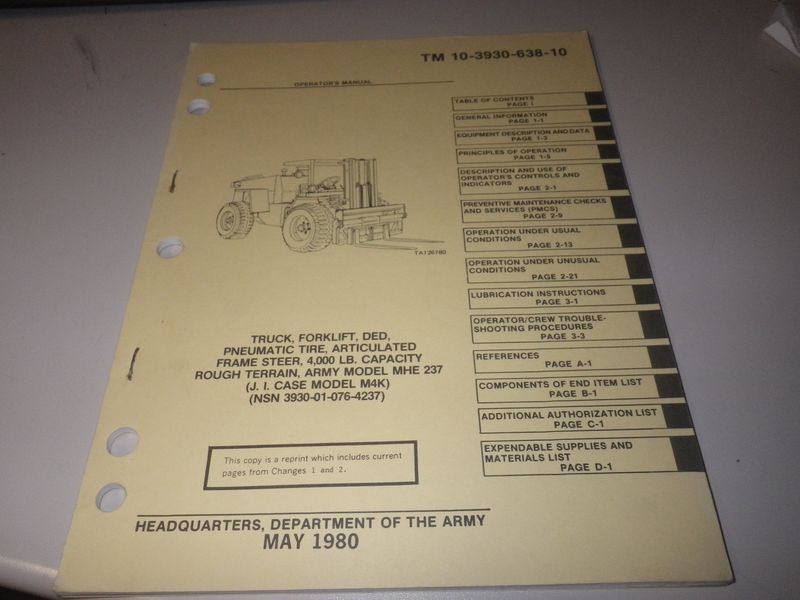 TM 10-3930-638-10
OPERATOR'S MANUAL
TABLE OF CONTENTS
PAGE i
GENERAL INFORMATION
PAGE 1-1
EQUIPMENT DESCRIPTION AND DATA
PAGE 1-3
PRINCIPLES OF OPERATION
PAGE 1-5
DESCRIPTION AND USE OF
OPERATOR'S CONTROLS AND
INDICATORS
PAGE 2-1
PREVENTIVE MAINTENANCE CHECKS
AND SERVICES (PMCS)
PAGE 2-9
OPERATION UNDER USUAL
CONDITIONS
PAGE 2-13
OPERATION UNDER UNUSUAL
CONDITIONS
PAGE 2-21
LUBRICATION INSTRUCTIONS
PAGE 3-1
OPERATOR/CREW TROUBLE-
SHOOTING PROCEDURES
PAGE 3-3
REFERENCES
PAGE A-1
COMPONENTS OF END ITEM LIST
PAGE B-1
ADDITIONAL AUTHORIZATION LIST
PAGE C-1
EXPENDABLE SUPPLIES AND
MATERIALS LIST
PAGE D-1
TA126780
TRUCK, FORKLIFT, DED,
PNEUMATIC TIRE, ARTICULATED
FRAME STEER, 4,000 LB. CAPACITY
ROUGH TERRAIN, ARMY MODEL MHE 237
(J. I. CASE MODEL M4K)
(NSN 3930-01-076-4237)
This copy is a reprint which includes current
pages from Changes 1 and 2.
HEADQUARTERS, DEPARTMENT OF THE ARMY
MAY 1980